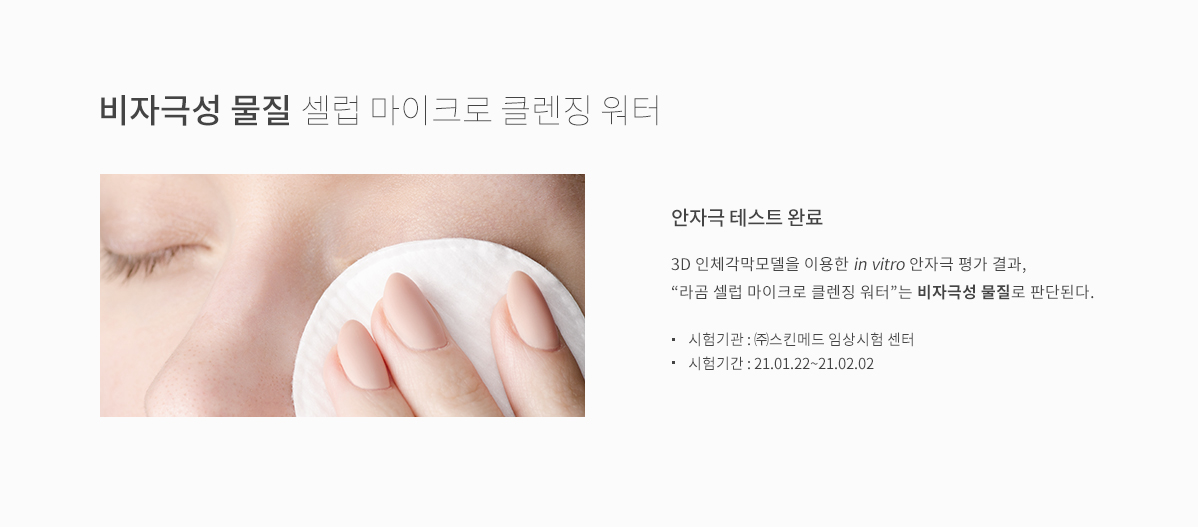 비자극성 물질 셀럽 마이크로 클렌징 워터
안자극 테스트 완료
3D 인체각막모델을 이용한 in vitro 안자극 평가 결과,
“라곰 셀럽 마이크로 클렌징 워터”는 비자극성 물질로 판단된다.
▪ 시험기관 : ㈜스킨메드 임상시험 센터
▪ 시험기간 : 21.01.22~21.02.02